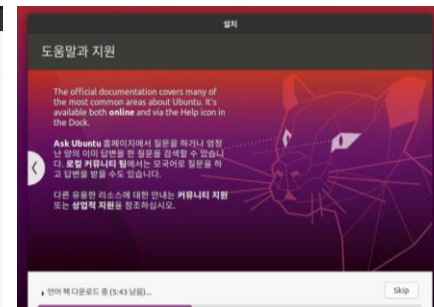 설치
도움말과 지원
The official documentation covers many of
the most common areas about Ubuntu. It's
available both online and via the Help icon in
the Dock.
Ask Ubuntu 홈페이지에서 질문을 하거나 엄청
난 양의 이미 답변을 한 질문을 검색할 수 있습니
다. 로컬 커뮤니티 팀에서는 모국어로 질문을 하
고 답변을 받을 수도 있습니다.
다른 유용한 리소스에 대한 안내는 커뮤니티 지원
또는 상업적 지원을 참조하십시오.
언어 팩 다운로드 중 (5:43 남음)...
Skip